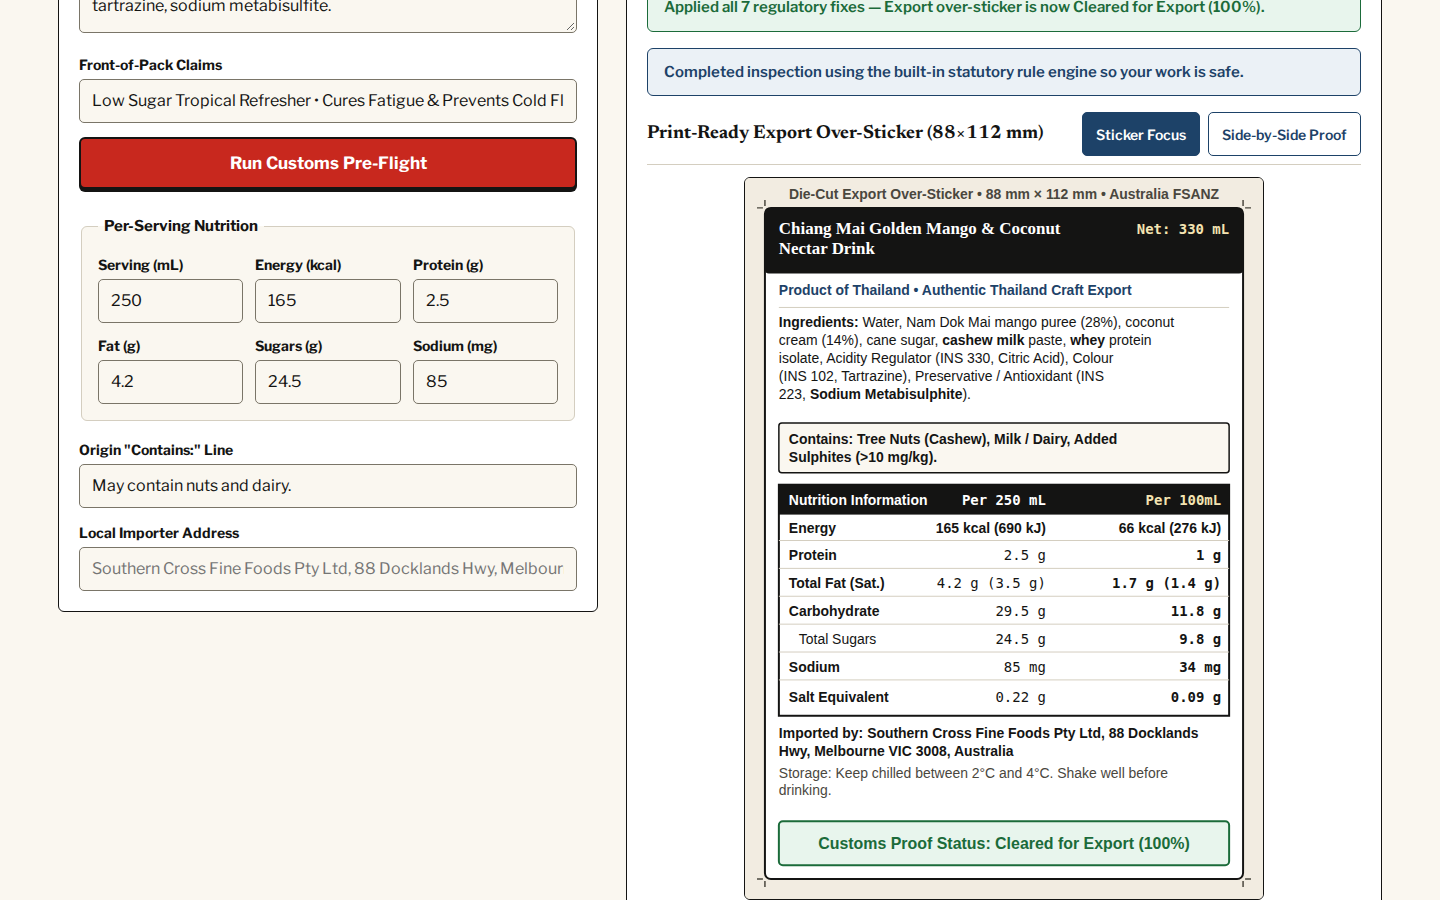 tartrazine, sodium metabisulfite.
Front-of-Pack Claims
Low Sugar Tropical Refresher • Cures Fatigue & Prevents Cold Fl
Run Customs Pre-Flight
Per-Serving Nutrition
Serving (mL) Energy (kcal) Protein (g)
250 165 2.5
Fat (g) Sugars (g) Sodium (mg)
4.2 24.5 85
Origin "Contains:" Line
May contain nuts and dairy.
Local Importer Address
Southern Cross Fine Foods Pty Ltd, 88 Docklands Hwy, Melbour
Applied all 7 regulatory fixes — Export over-sticker is now Cleared for Export (100%).
Completed inspection using the built-in statutory rule engine so your work is safe.
Print-Ready Export Over-Sticker (88×112 mm) Sticker Focus Side-by-Side Proof
Die-Cut Export Over-Sticker • 88 mm × 112 mm • Australia FSANZ
Chiang Mai Golden Mango & Coconut Net: 330 mL
Nectar Drink
Product of Thailand • Authentic Thailand Craft Export
Ingredients: Water, Nam Dok Mai mango puree (28%), coconut
cream (14%), cane sugar, cashew milk paste, whey protein
isolate, Acidity Regulator (INS 330, Citric Acid), Colour
(INS 102, Tartrazine), Preservative / Antioxidant (INS
223, Sodium Metabisulphite).
Contains: Tree Nuts (Cashew), Milk / Dairy, Added
Sulphites (>10 mg/kg).
Nutrition Information Per 250 mL Per 100mL
Energy 165 kcal (690 kJ) 66 kcal (276 kJ)
Protein 2.5 g 1 g
Total Fat (Sat.) 4.2 g (3.5 g) 1.7 g (1.4 g)
Carbohydrate 29.5 g 11.8 g
Total Sugars 24.5 g 9.8 g
Sodium 85 mg 34 mg
Salt Equivalent 0.22 g 0.09 g
Imported by: Southern Cross Fine Foods Pty Ltd, 88 Docklands
Hwy, Melbourne VIC 3008, Australia
Storage: Keep chilled between 2°C and 4°C. Shake well before
drinking.
Customs Proof Status: Cleared for Export (100%)